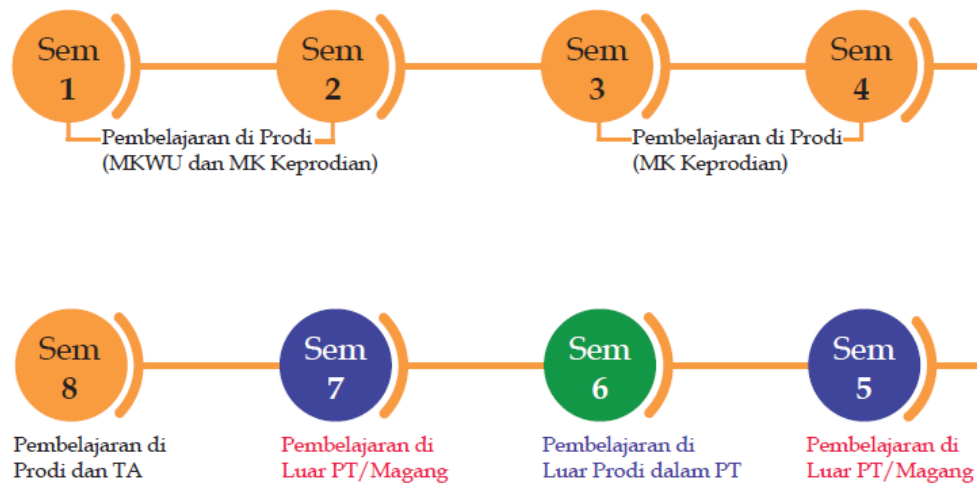 Sem
1
Sem
2
Sem
3
Sem
4
Pembelajaran di Prodi
(MKWU dan MK Keprodian)
Pembelajaran di Prodi
(MK Keprodian)
Sem
8
Sem
7
Sem
6
Sem
5
Pembelajaran di
Prodi dan TA
Pembelajaran di
Luar PT/Magang
Pembelajaran di
Luar Prodi dalam PT
Pembelajaran di
Luar PT/Magang